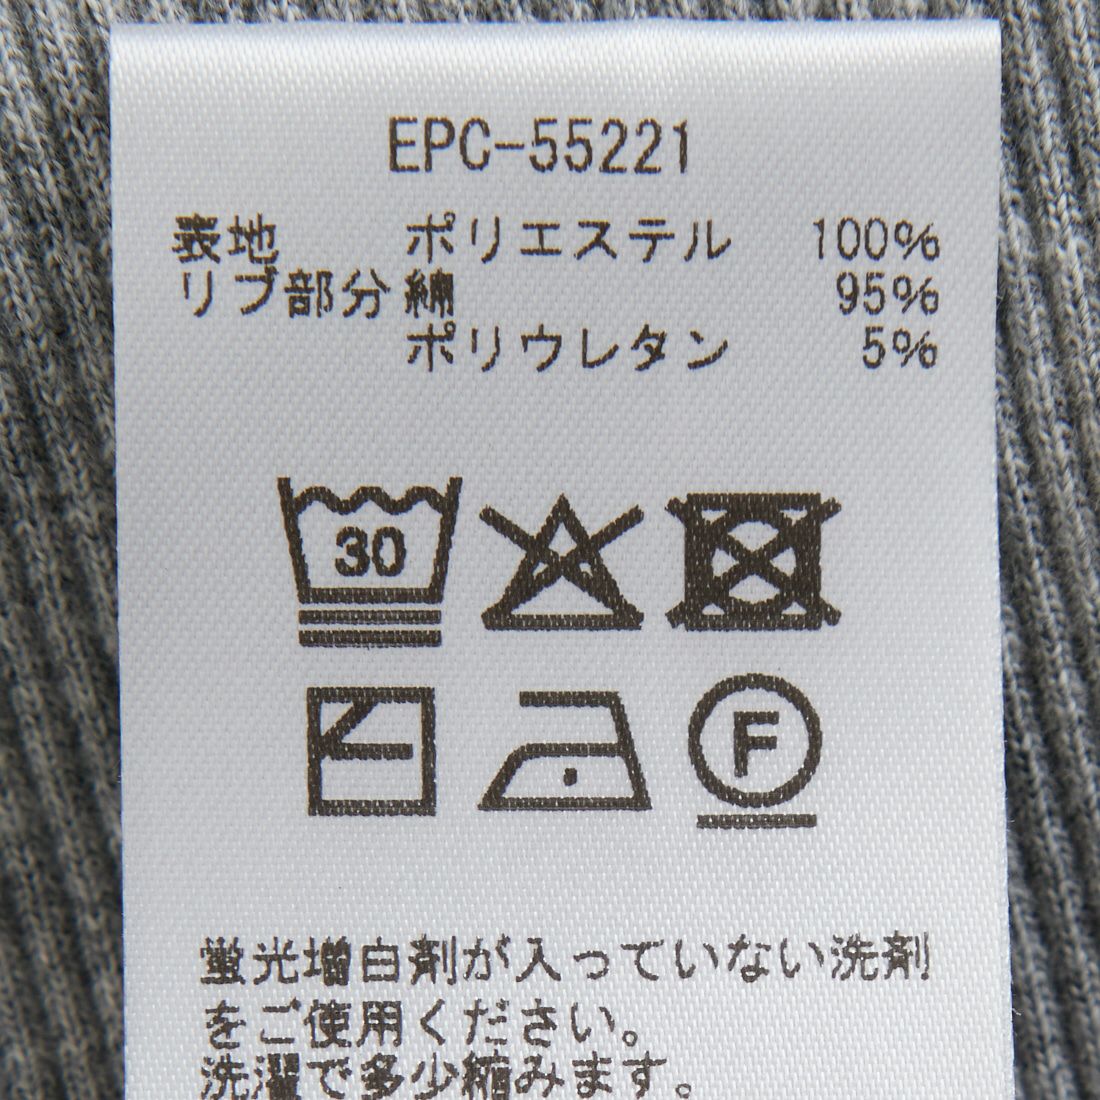 EPC-55221
表地 ポリエステル 100%
リブ部分 綿 95%
ポリウレタン 5%
30
F
蛍光増白剤が入っていない洗剤
をご使用ください。
洗濯で多少縮みます。